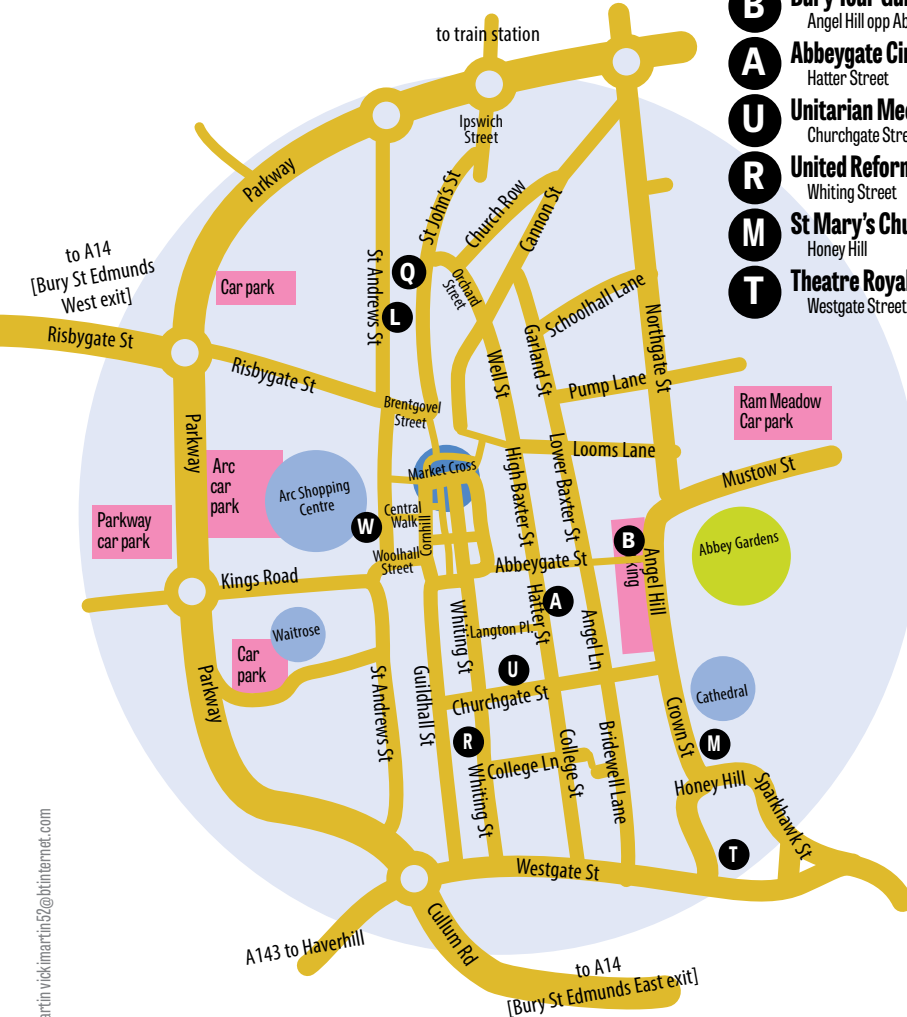 to train station
B
Angel Hill opp
A
Abbeygate
Hatter Street
U
Unitarian
Churchgate
R
United
Whiting Street
M
St Mary's
Honey Hill
T
Theatre
Westgate Street
Ipswich
Street
Parkway
St John's St
Church Row
Cannon St
to A14
[Bury St Edmunds
West exit]
Car park
St Andrews St
Q
L
Orchard
Street
Schoolhall Lane
Northgate St
Garland St
Risbygate St
Risbygate St
Well St
Pump Lane
Brentgovel
Street
Ram Meadow
Car park
Parkway
Lower Baxter St
Looms Lane
High Baxter St
Market Cross
Mustow St
Arc
car
park
Arc Shopping
Centre
Parkway
car park
W
Central
Walk
Cornhill
Woolhall
Street
Abbeygate St
B
Angel Hill
Abbey Gardens
Kings Road
Hatter St
A
Angel Ln
Whiting St
Langton Pl.
Waitrose
Car
park
U
Parkway
St Andrews St
Guildhall St
Churchgate St
Crown St
Cathedral
R
M
Bridewell Lane
College St
College Ln
Whiting St
Honey Hill
Sparkhawk St
T
Westgate St
Cullum Rd
A143 to Haverhill
to A14
[Bury St Edmunds East exit]
vickimartin52@btinternet.com